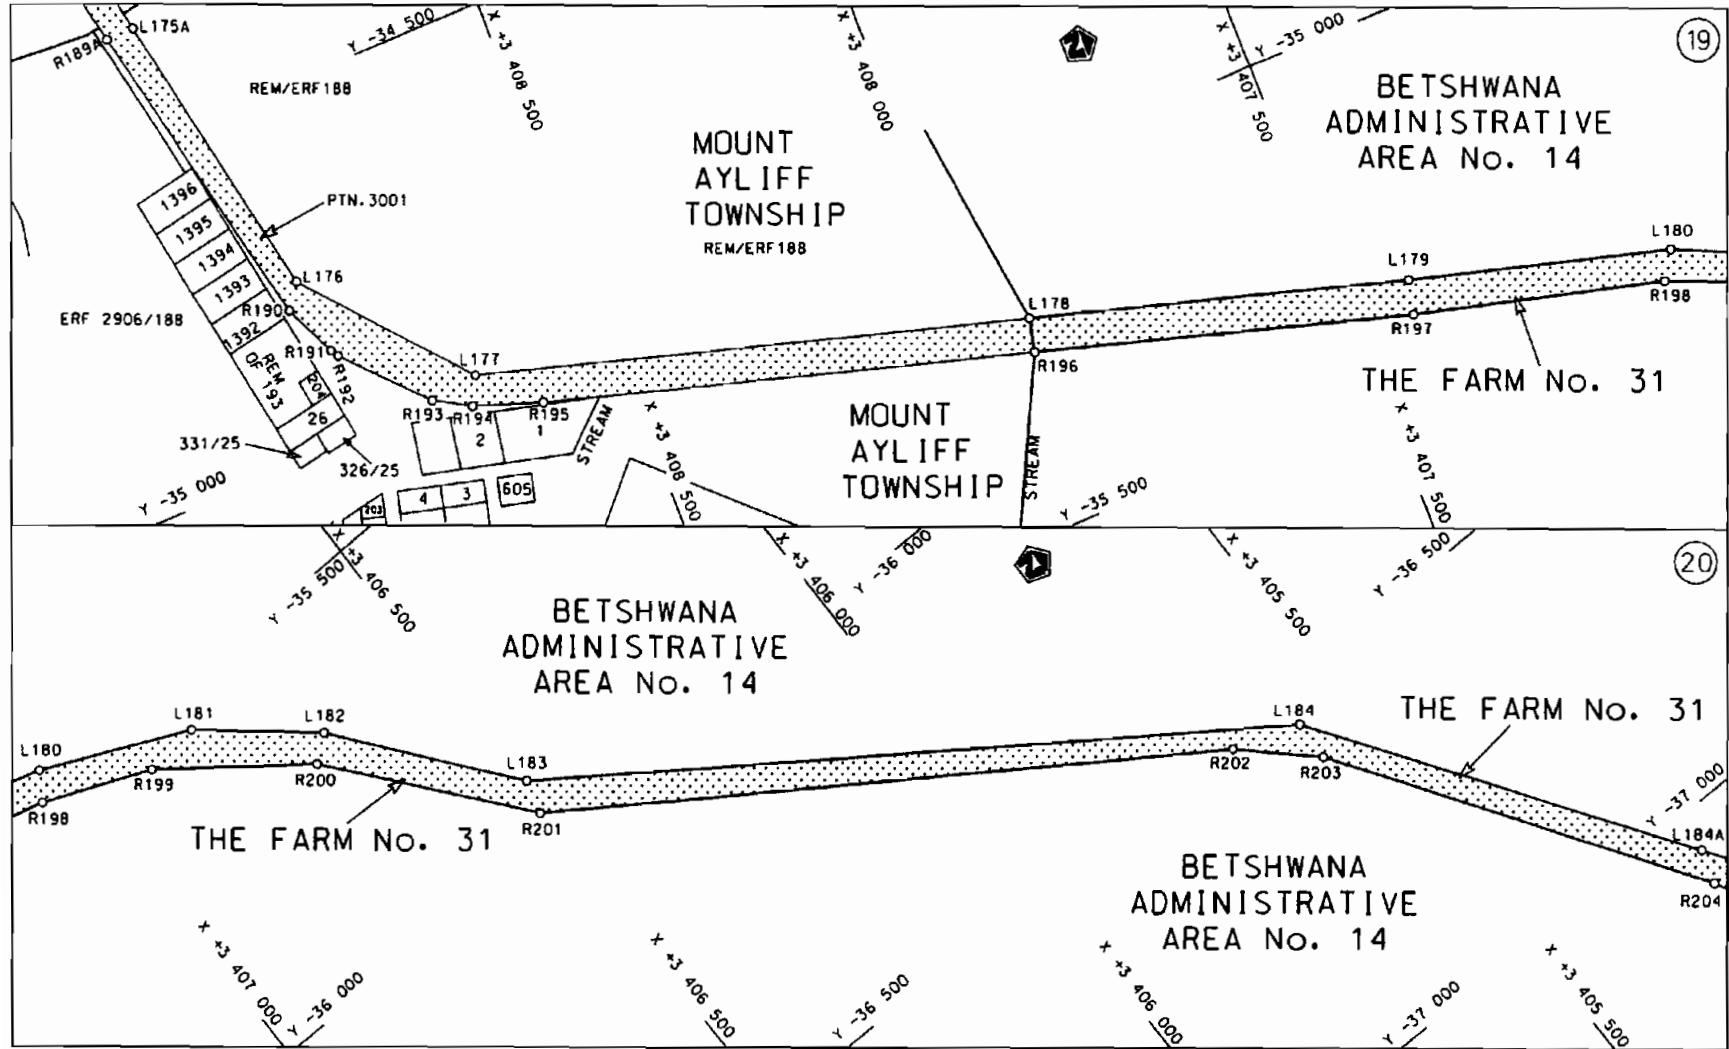 19
L175A
R189A
Y -34 500
X +3 408 500
X +3 408 000
X +3 407 500
Y -35 000
REM/ERF188
BETSHWANA
ADMINISTRATIVE
AREA No. 14
MOUNT
AYLIFF
TOWNSHIP
REM/ERF188
PTN.3001
1396
1395
1394
1393
1392
ERF 2906/188
L176
R190
R191
R192
REM
OF 193
204
26
331/25
326/25
L177
L178
L179
L180
R193
R194
R195
R196
R197
R198
2
1
STREAM
4
3
605
203
MOUNT
AYLIFF
TOWNSHIP
STREAM
THE FARM No. 31
Y -35 000
X +3 408 500
Y -35 500
X +3 407 500
20
Y -35 500
X +3 406 500
X +3 406 000
Y -36 000
X +3 405 500
Y -36 500
BETSHWANA
ADMINISTRATIVE
AREA No. 14
L180
L181
L182
L183
L184
L184A
R198
R199
R200
R201
R202
R203
R204
THE FARM No. 31
THE FARM No. 31
Y -37 000
BETSHWANA
ADMINISTRATIVE
AREA No. 14
X +3 407 000
Y -36 000
X +3 406 500
Y -36 500
X +3 406 000
Y -37 000
X +3 405 500